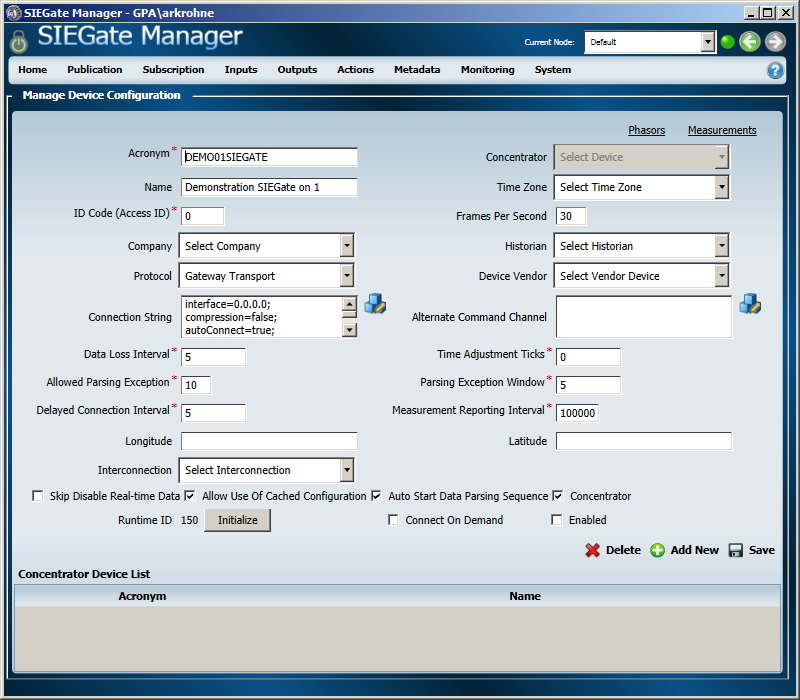 SIEGate Manager - GPA\arkrohne
SIEGate Manager
Current Node: Default
Home Publication Subscription Inputs Outputs Actions Metadata Monitoring System
Manage Device Configuration
Phasors Measurements
Acronym * DEMO01SIEGATE Concentrator Select Device
Name Demonstration SIEGate on 1 Time Zone Select Time Zone
ID Code (Access ID) * 0 Frames Per Second 30
Company Select Company Historian Select Historian
Protocol Gateway Transport Device Vendor Select Vendor Device
Connection String interface=0.0.0.0; compression=false; autoConnect=true; Alternate Command Channel
Data Loss Interval * 5 Time Adjustment Ticks * 0
Allowed Parsing Exception * 10 Parsing Exception Window * 5
Delayed Connection Interval * 5 Measurement Reporting Interval * 100000
Longitude Latitude
Interconnection Select Interconnection
Skip Disable Real-time Data Allow Use Of Cached Configuration Auto Start Data Parsing Sequence Concentrator
Runtime ID 150 Initialize Connect On Demand Enabled
Delete Add New Save
Concentrator Device List
Acronym Name